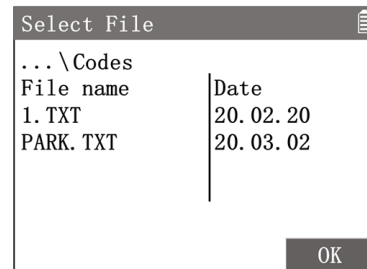 Select File
...\Codes
File name Date
1.TXT 20.02.20
PARK.TXT 20.03.02
OK